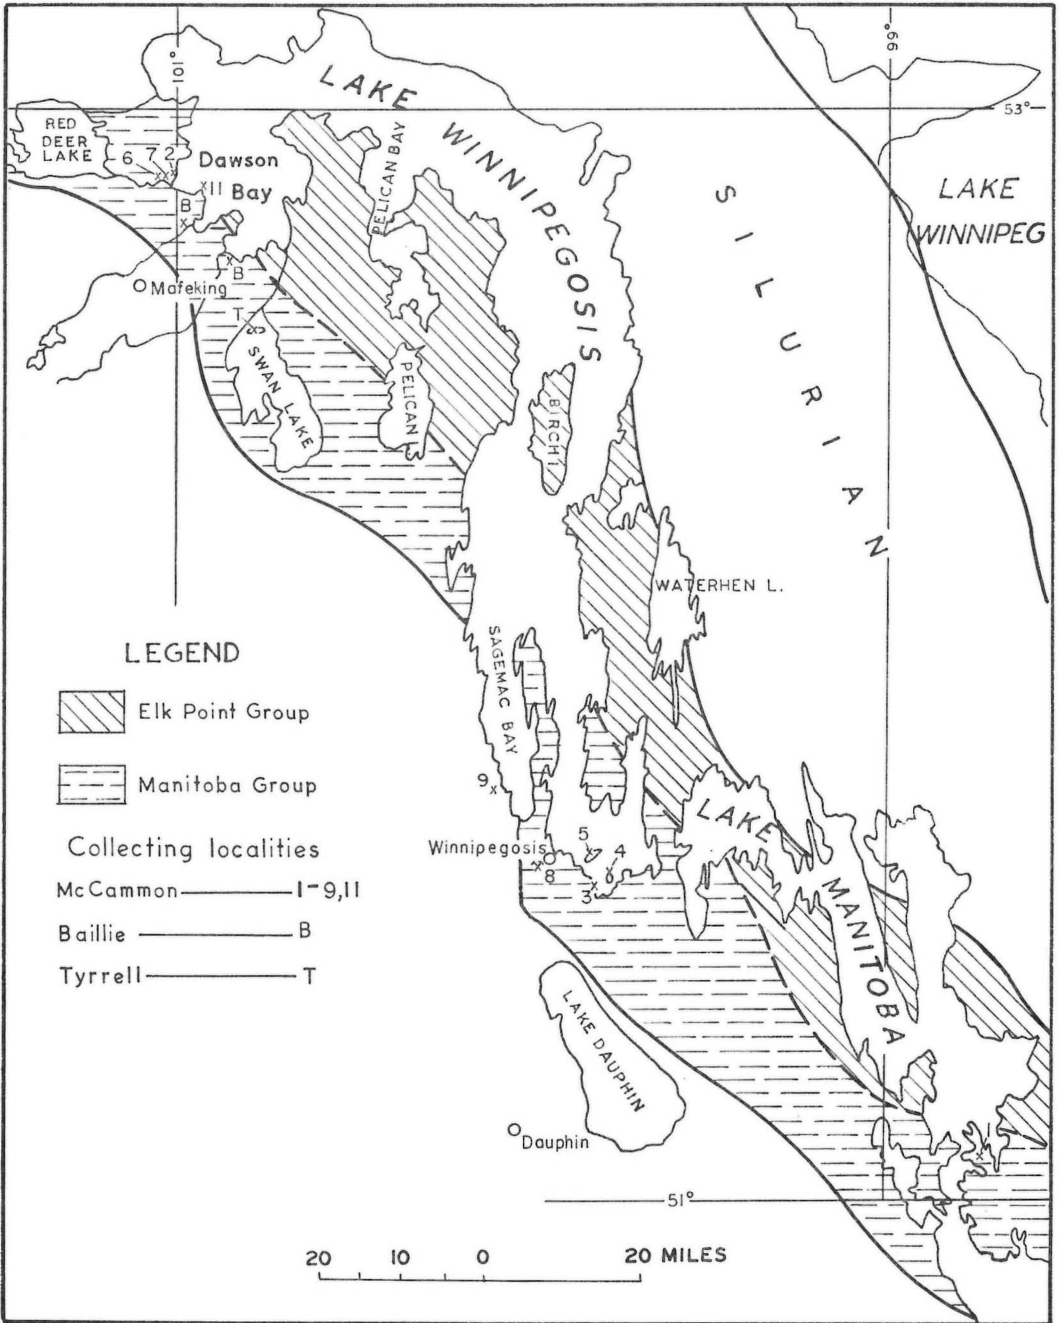 101°
99°
LAKE WINNIPEGOSIS
53°
RED
DEER
LAKE
6 7 2
Dawson
Bay
11
B
PELICAN BAY
SILURIAN
LAKE
WINNIPEG
B
Mafeking
T
SWAN LAKE
PELICAN L
BIRCH I
WATERHEN L.
SAGEMAC BAY
LEGEND
Elk Point Group
Manitoba Group
Collecting localities
McCammon 1-9,11
Baillie B
Tyrrell T
9
Winnipegosis
8
5
4
3
LAKE MANITOBA
LAKE DAUPHIN
Dauphin
1
51°
20 10 0 20 MILES